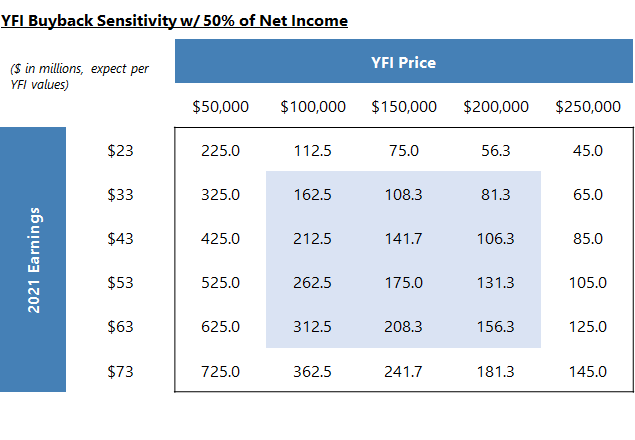 YFI Buyback Sensitivity w/ 50% of Net Income
($ in millions, expect per
YFI values)
YFI Price
$50,000 $100,000 $150,000 $200,000 $250,000
2021 Earnings
$23 225.0 112.5 75.0 56.3 45.0
$33 325.0 162.5 108.3 81.3 65.0
$43 425.0 212.5 141.7 106.3 85.0
$53 525.0 262.5 175.0 131.3 105.0
$63 625.0 312.5 208.3 156.3 125.0
$73 725.0 362.5 241.7 181.3 145.0